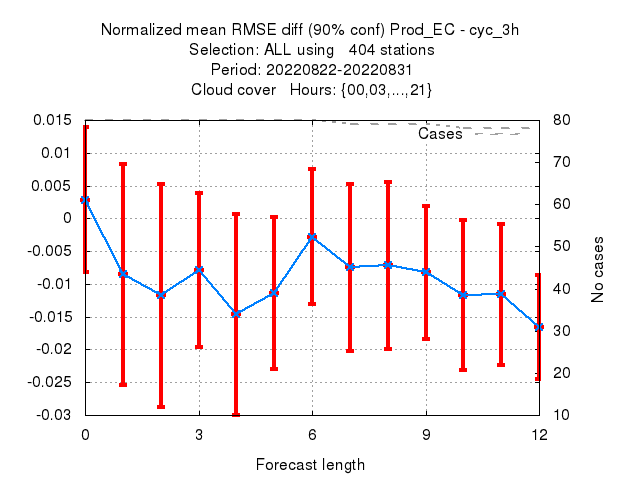 Normalized mean RMSE diff (90% conf) Prod_EC - cyc_3h
Selection: ALL using 404 stations
Period: 20220822-20220831
Cloud cover Hours: {00,03,...,21}
0.015
0.01
0.005
0
-0.005
-0.01
-0.015
-0.02
-0.025
-0.03
80
70
60
50
40
30
20
10
Cases
No cases
0 3 6 9 12
Forecast length